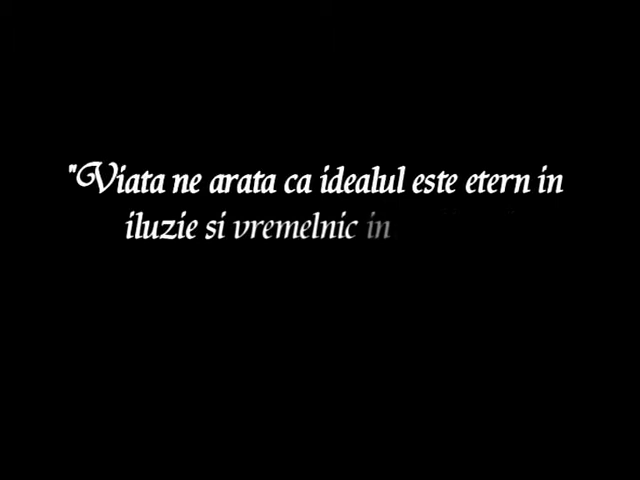 "Viata ne arata ca idealul este etern in
iluzie si vremelnic in